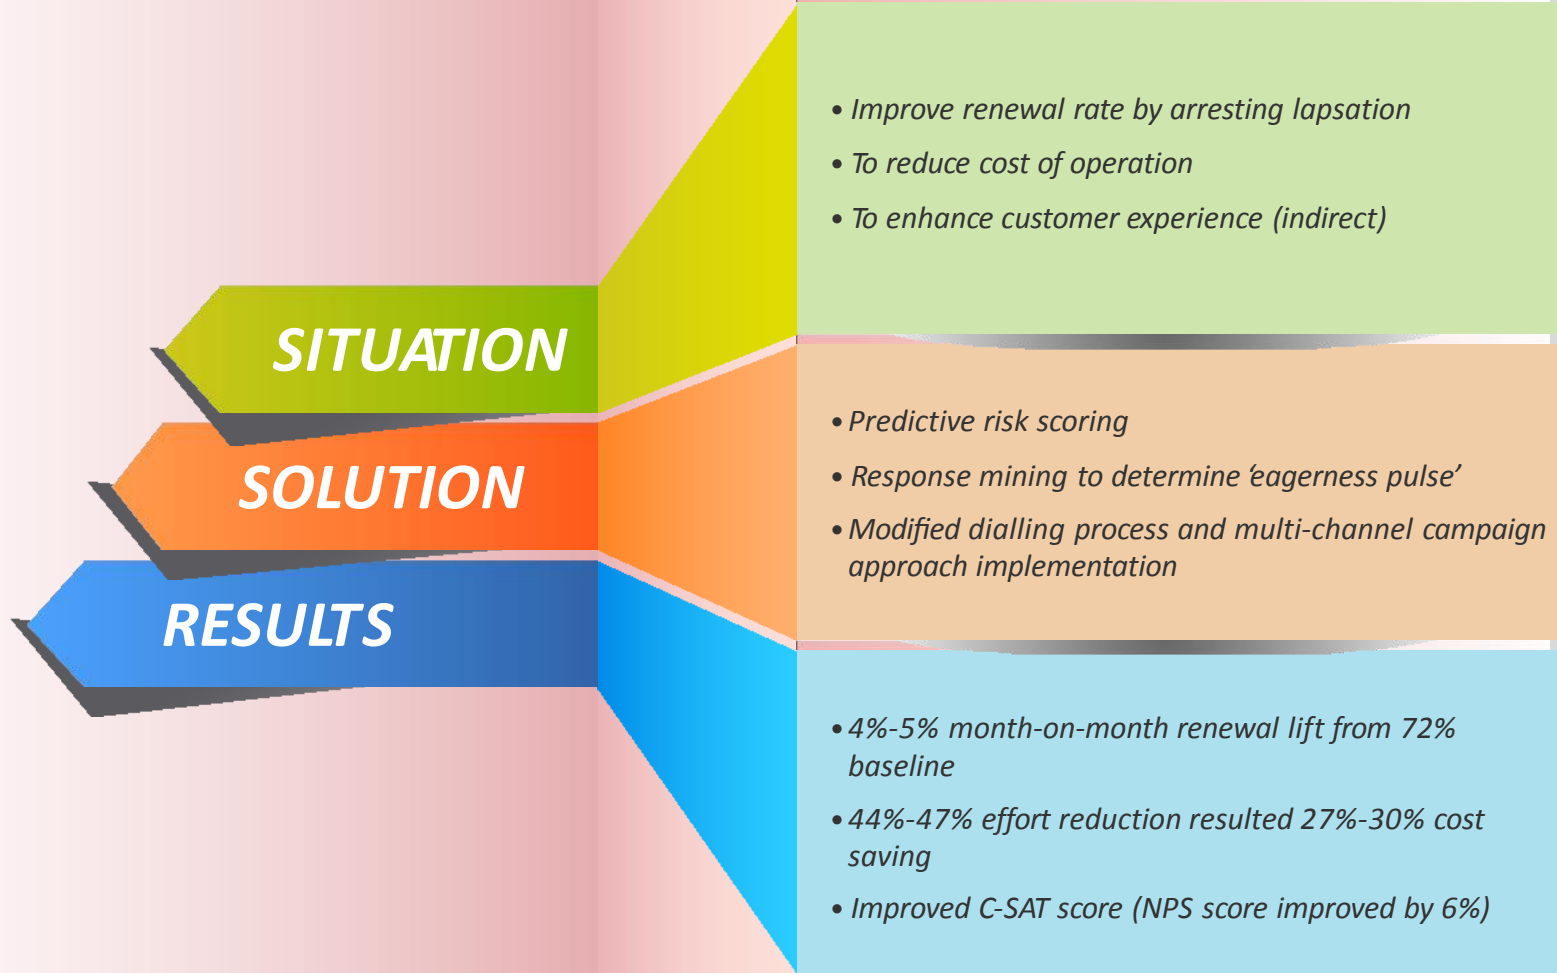 SITUATION
• Improve renewal rate by arresting lapsation
• To reduce cost of operation
• To enhance customer experience (indirect)
SOLUTION
• Predictive risk scoring
• Response mining to determine ‘eagerness pulse’
• Modified dialling process and multi-channel campaign
approach implementation
RESULTS
• 4%-5% month-on-month renewal lift from 72%
baseline
• 44%-47% effort reduction resulted 27%-30% cost
saving
• Improved C-SAT score (NPS score improved by 6%)